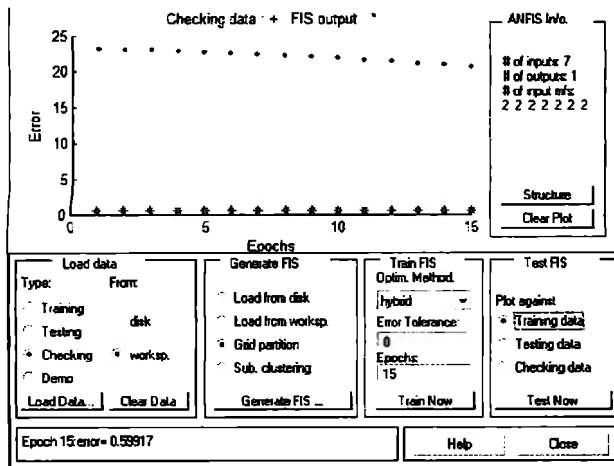 Checking data : + FIS output : *
ANFIS Info.
25
20
15
10
5
0
Error
0
5
10
15
Epochs
# of inputs: 7
# of outputs: 1
# of input mfs:
2 2 2 2 2 2 2
Structure
Clear Plot
Load data
Type:
From:
Training
Testing
Checking
Demo
disk
worksp.
Load Data...
Clear Data
Generate FIS
Load from disk
Load from worksp.
Grid partition
Sub. clustering
Generate FIS ...
Train FIS
Optim. Method:
hybrid
Error Tolerance:
0
Epochs:
15
Train Now
Test FIS
Plot against
Training data
Testing data
Checking data
Test Now
Epoch 15:error= 0.59917
Help
Close